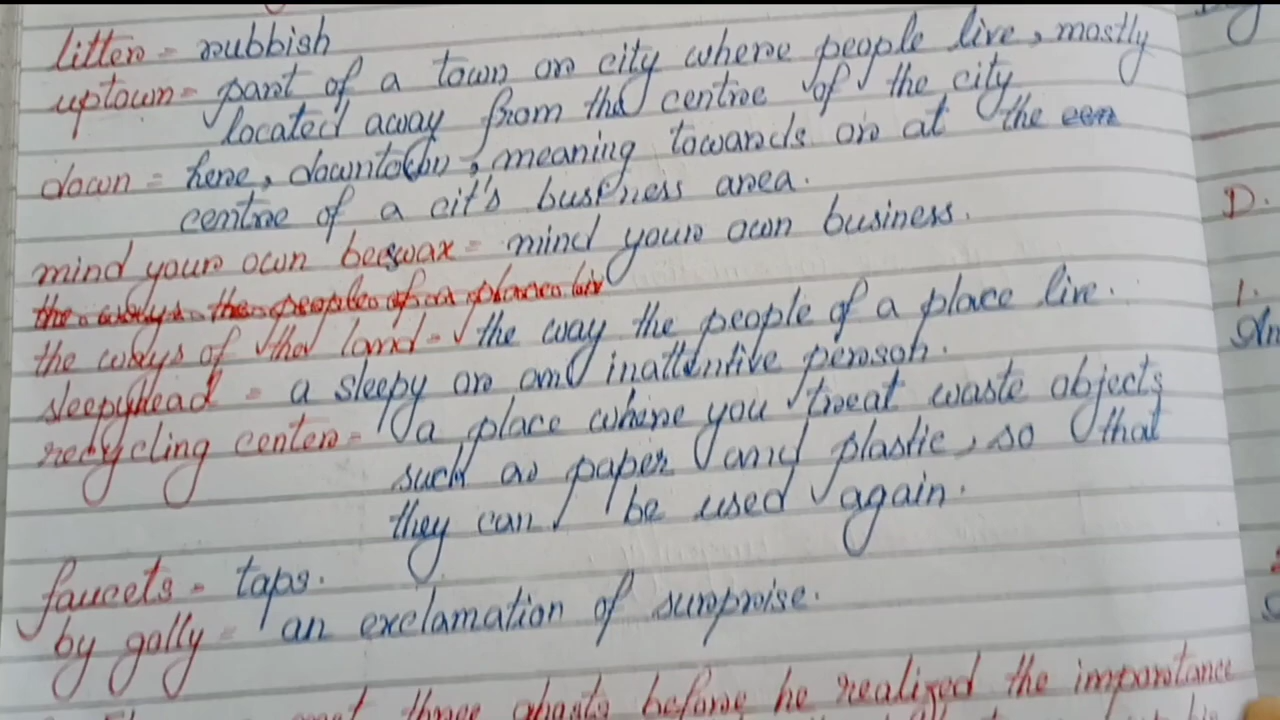 litter = rubbish
uptown = part of a town or city where people live, mostly
located away from the centre of the city
down = here, downtown, meaning towards or at the cen
centre of a cit's business area.
mind your own beeswax = mind your own business.
the ways of the land = the way the people of a place live.
sleepyhead = a sleepy or and inattentive person.
recycling center = a place where you treat waste objects
such as paper and plastic, so that
they can be used again.
faucets = taps.
by golly = an exclamation of surprise.
three ghosts before he realized the importance
D.
1.